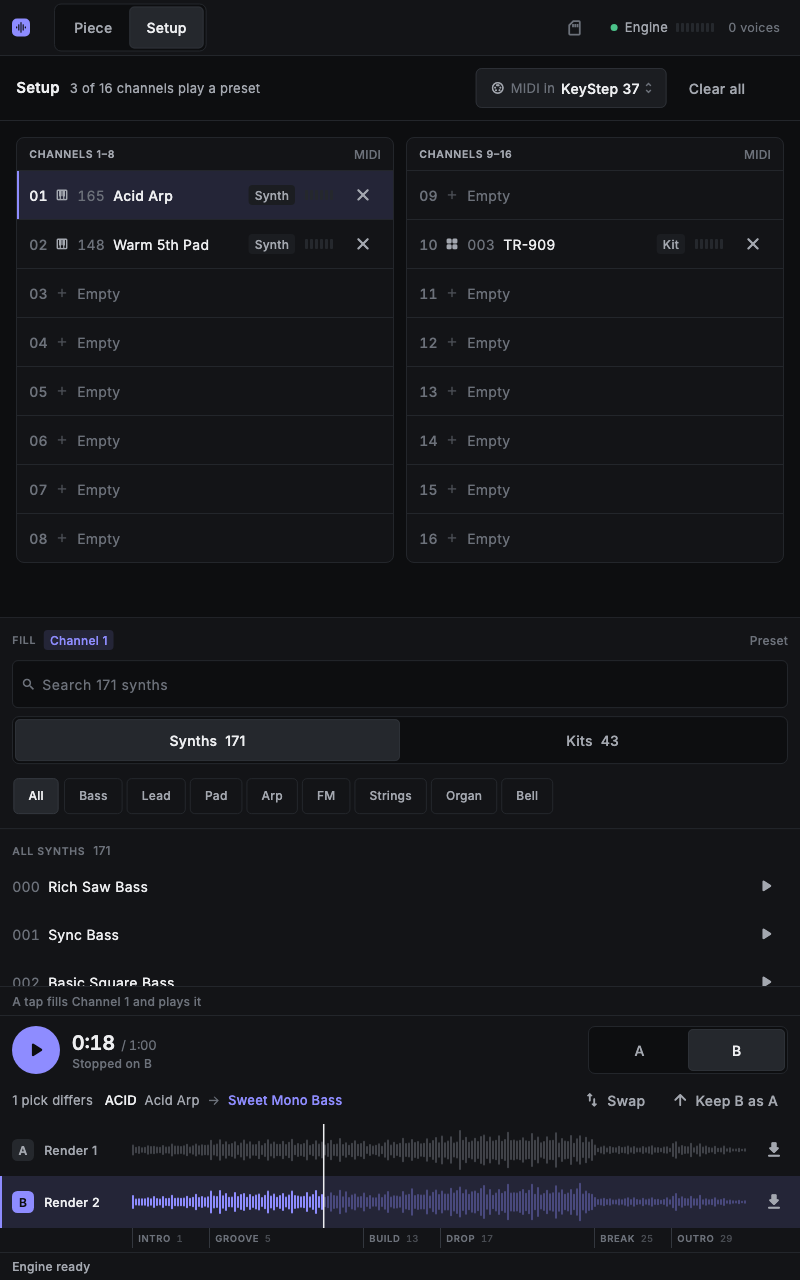 Piece Setup Engine 0 voices
Setup 3 of 16 channels play a preset MIDI in KeyStep 37 Clear all
CHANNELS 1–8 MIDI
01 165 Acid Arp Synth
02 148 Warm 5th Pad Synth
03 + Empty
04 + Empty
05 + Empty
06 + Empty
07 + Empty
08 + Empty
CHANNELS 9–16 MIDI
09 + Empty
10 003 TR-909 Kit
11 + Empty
12 + Empty
13 + Empty
14 + Empty
15 + Empty
16 + Empty
FILL Channel 1 Preset
Search 171 synths
Synths 171 Kits 43
All Bass Lead Pad Arp FM Strings Organ Bell
ALL SYNTHS 171
000 Rich Saw Bass
001 Sync Bass
002 Basic Square Bass
A tap fills Channel 1 and plays it
0:18 / 1:00
Stopped on B
A B
1 pick differs ACID Acid Arp → Sweet Mono Bass Swap Keep B as A
A Render 1
B Render 2
INTRO 1 GROOVE 5 BUILD 13 DROP 17 BREAK 25 OUTRO 29
Engine ready